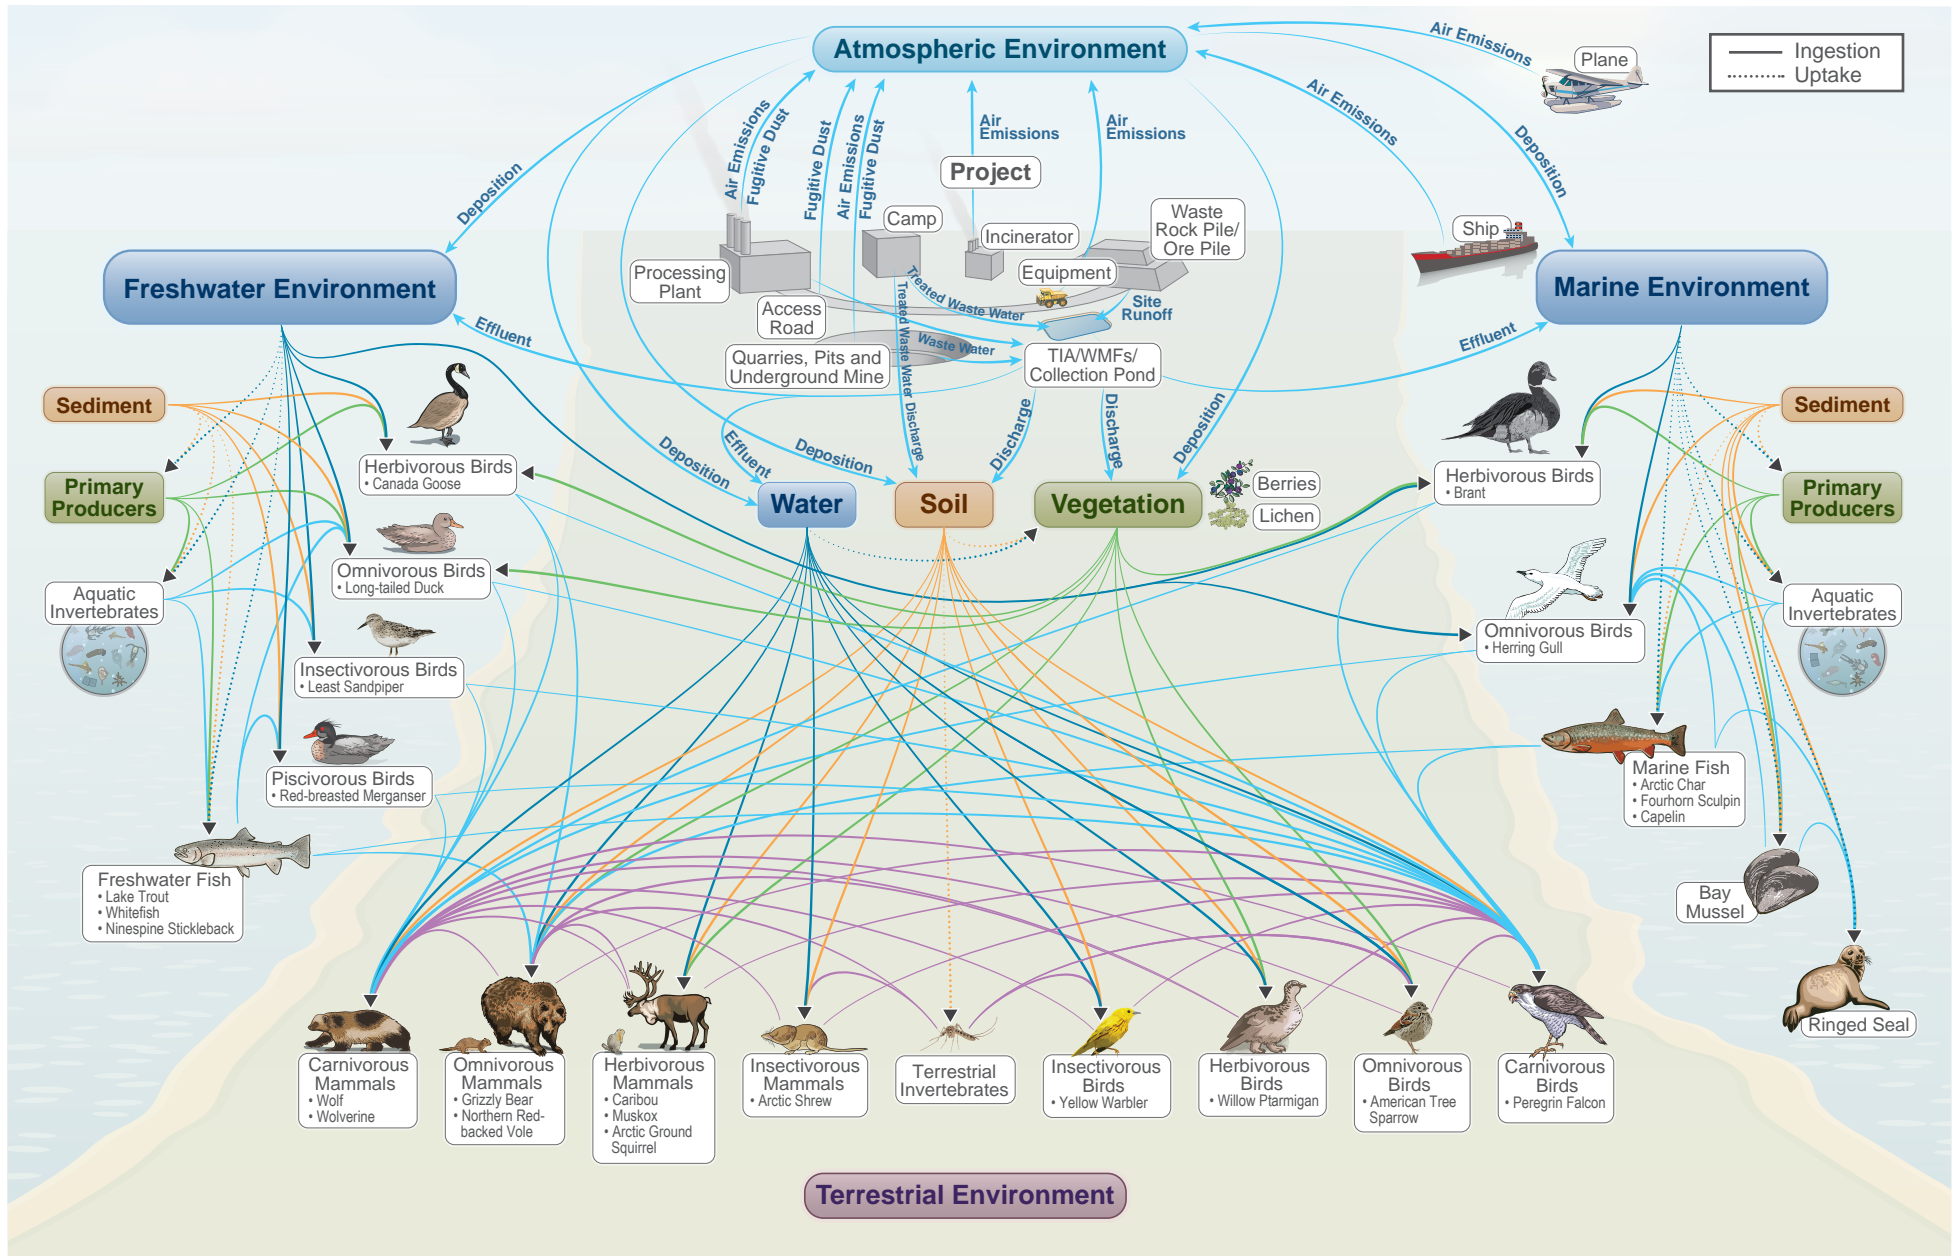 Atmospheric Environment
Air Emissions
Plane
Ingestion
Uptake
Air Emissions
Deposition
Deposition
Air Emissions
Fugitive Dust
Fugitive Dust
Air Emissions
Fugitive Dust
Air
Emissions
Air
Emissions
Project
Camp
Incinerator
Waste
Rock Pile/
Ore Pile
Ship
Processing
Plant
Equipment
Access
Road
Treated Waste Water
Treated Waste Water Discharge
Site
Runoff
Waste Water
Quarries, Pits and
Underground Mine
TIA/WMFs/
Collection Pond
Freshwater Environment
Marine Environment
Effluent
Effluent
Effluent
Deposition
Deposition
Discharge
Discharge
Deposition
Water
Soil
Vegetation
Berries
Lichen
Sediment
Primary
Producers
Aquatic
Invertebrates
Herbivorous Birds
• Canada Goose
Omnivorous Birds
• Long-tailed Duck
Insectivorous Birds
• Least Sandpiper
Piscivorous Birds
• Red-breasted Merganser
Freshwater Fish
• Lake Trout
• Whitefish
• Ninespine Stickleback
Sediment
Primary
Producers
Aquatic
Invertebrates
Herbivorous Birds
• Brant
Omnivorous Birds
• Herring Gull
Marine Fish
• Arctic Char
• Fourhorn Sculpin
• Capelin
Bay
Mussel
Ringed Seal
Carnivorous
Mammals
• Wolf
• Wolverine
Omnivorous
Mammals
• Grizzly Bear
• Northern Red-
backed Vole
Herbivorous
Mammals
• Caribou
• Muskox
• Arctic Ground
Squirrel
Insectivorous
Mammals
• Arctic Shrew
Terrestrial
Invertebrates
Insectivorous
Birds
• Yellow Warbler
Herbivorous
Birds
• Willow Ptarmigan
Omnivorous
Birds
• American Tree
Sparrow
Carnivorous
Birds
• Peregrin Falcon
Terrestrial Environment